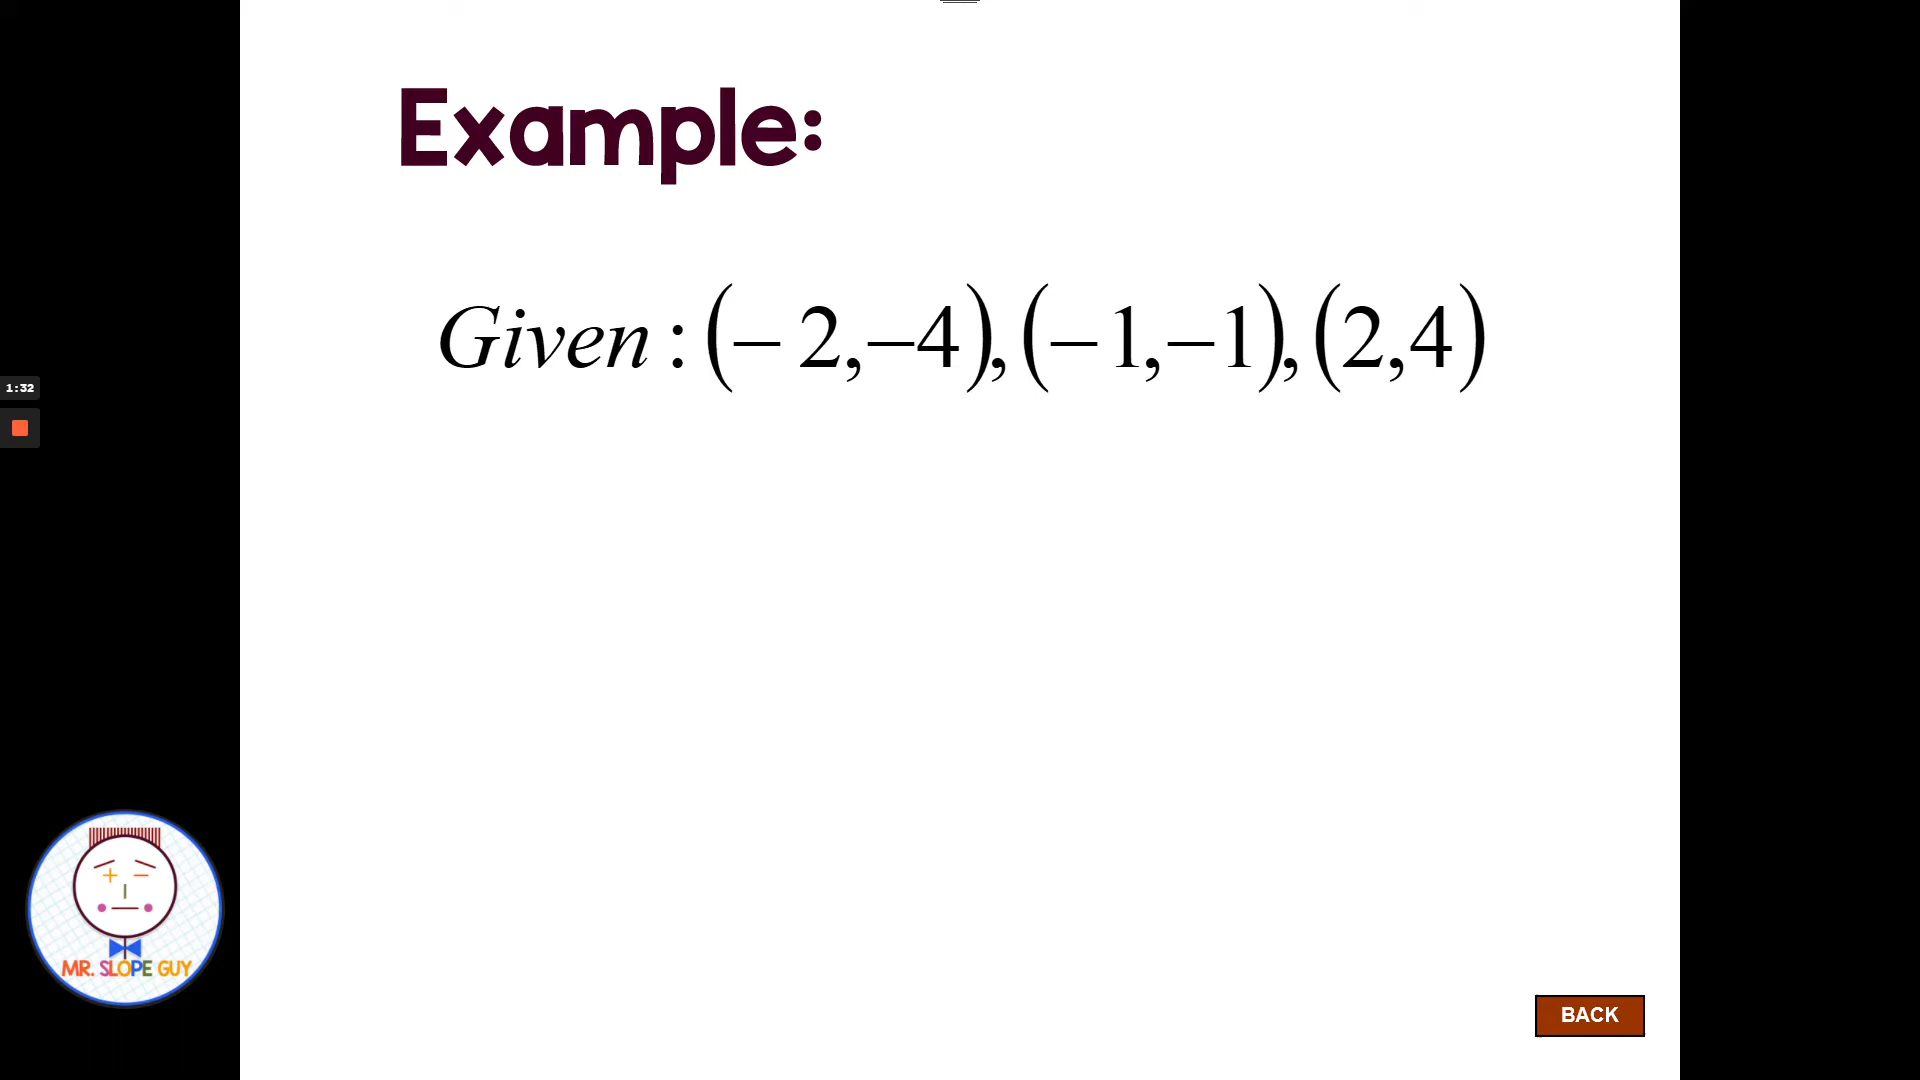 Example:
Given : (− 2,−4), (−1,−1), (2,4)
1:32
MR. SLOPE GUY
BACK